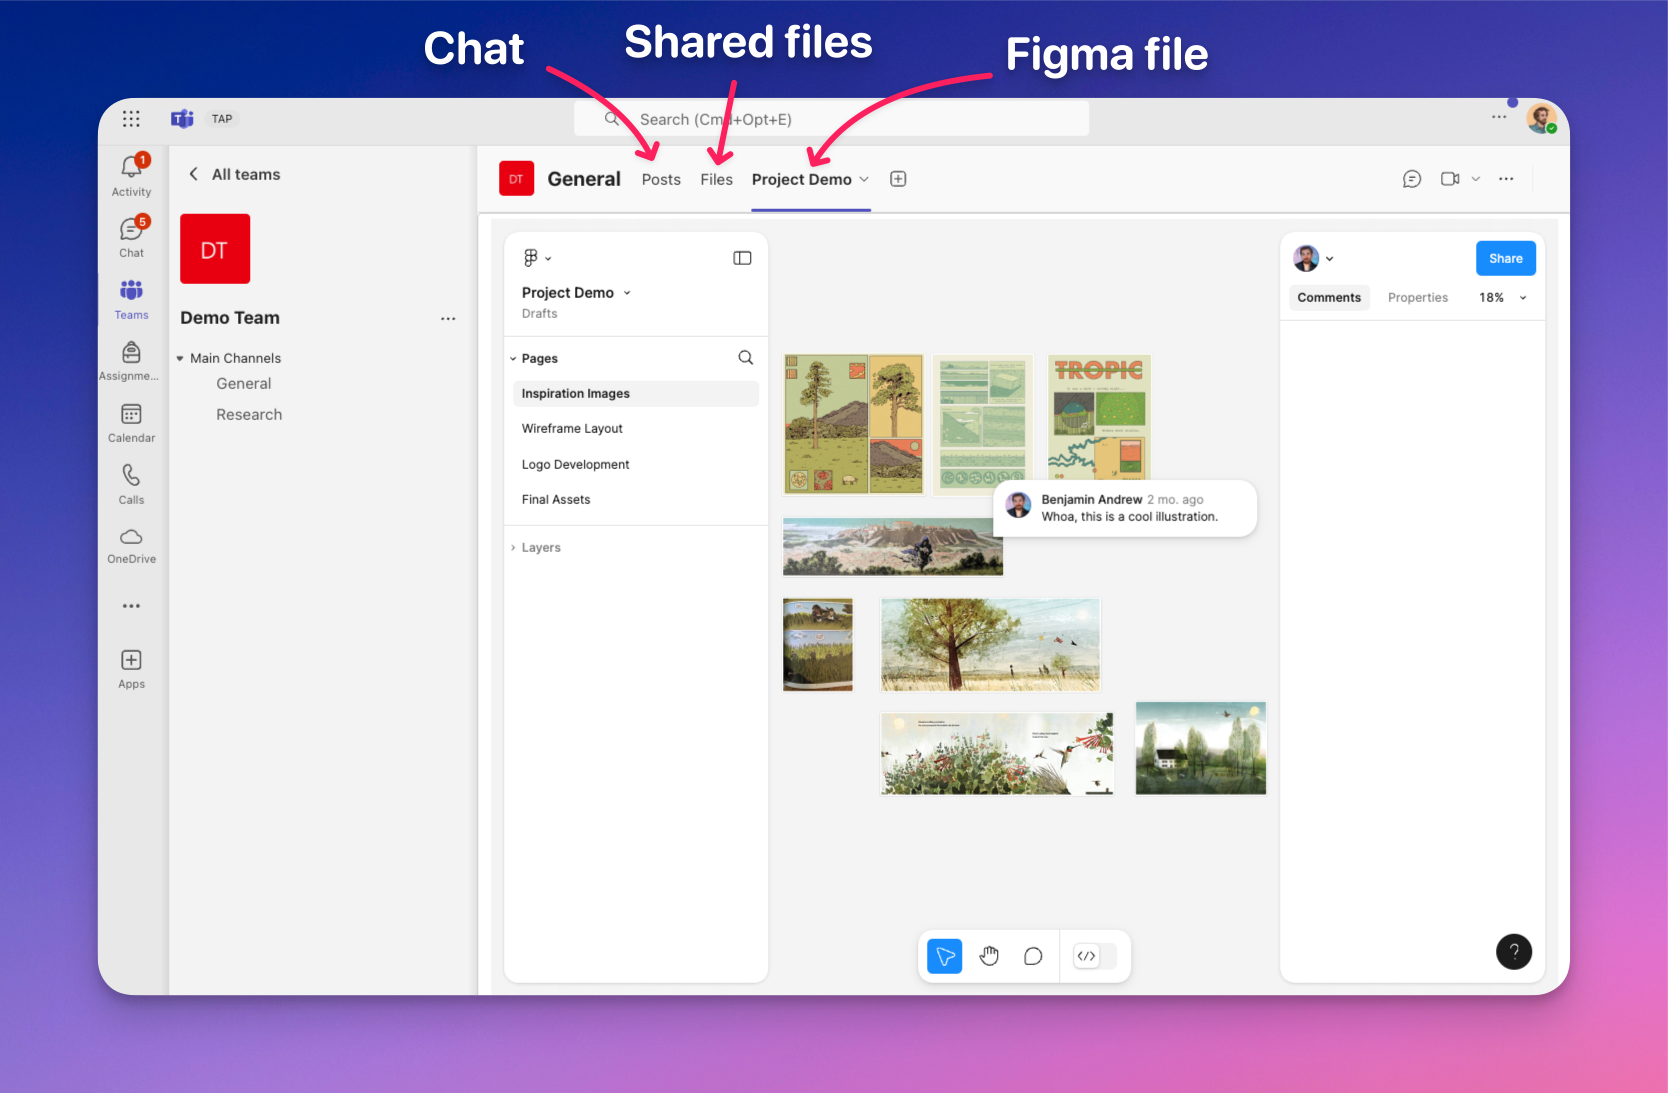 Chat
Shared files
Figma file
TAP
Search (Cmd+Opt+E)
1
Activity
5
Chat
Teams
Assignme...
Calendar
Calls
OneDrive
Apps
All teams
DT
Demo Team
Main Channels
General
Research
DT
General
Posts
Files
Project Demo
Project Demo
Drafts
Pages
Inspiration Images
Wireframe Layout
Logo Development
Final Assets
Layers
TROPIC
Benjamin Andrew 2 mo. ago
Whoa, this is a cool illustration.
</>
Share
Comments
Properties
18%
?